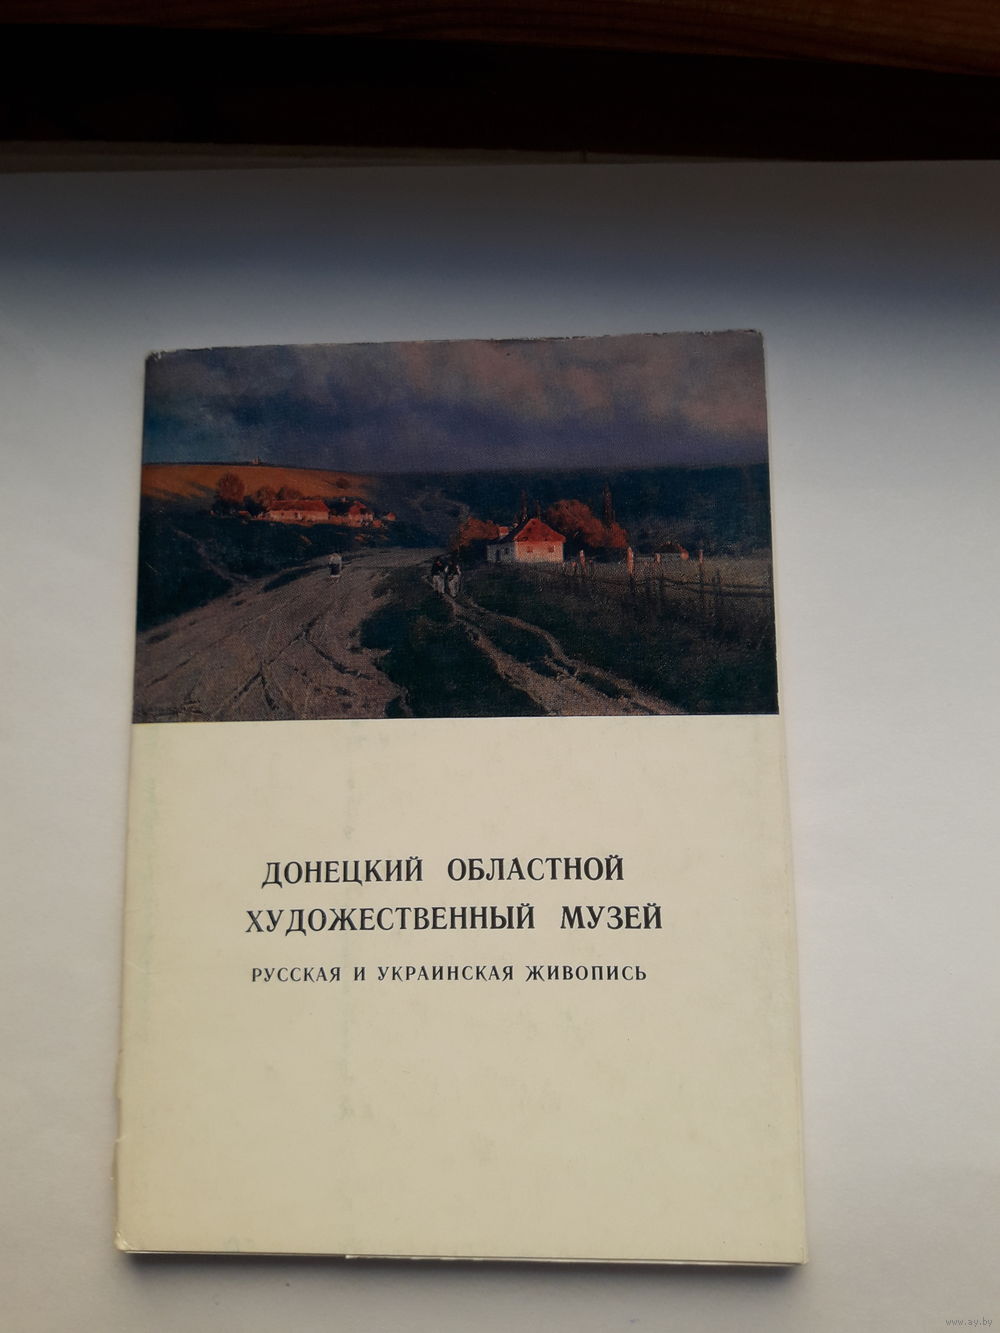 ДОНЕЦКИЙ ОБЛАСТНОЙ
ХУДОЖЕСТВЕННЫЙ МУЗЕЙ
РУССКАЯ И УКРАИНСКАЯ ЖИВОПИСЬ
www.ay.by